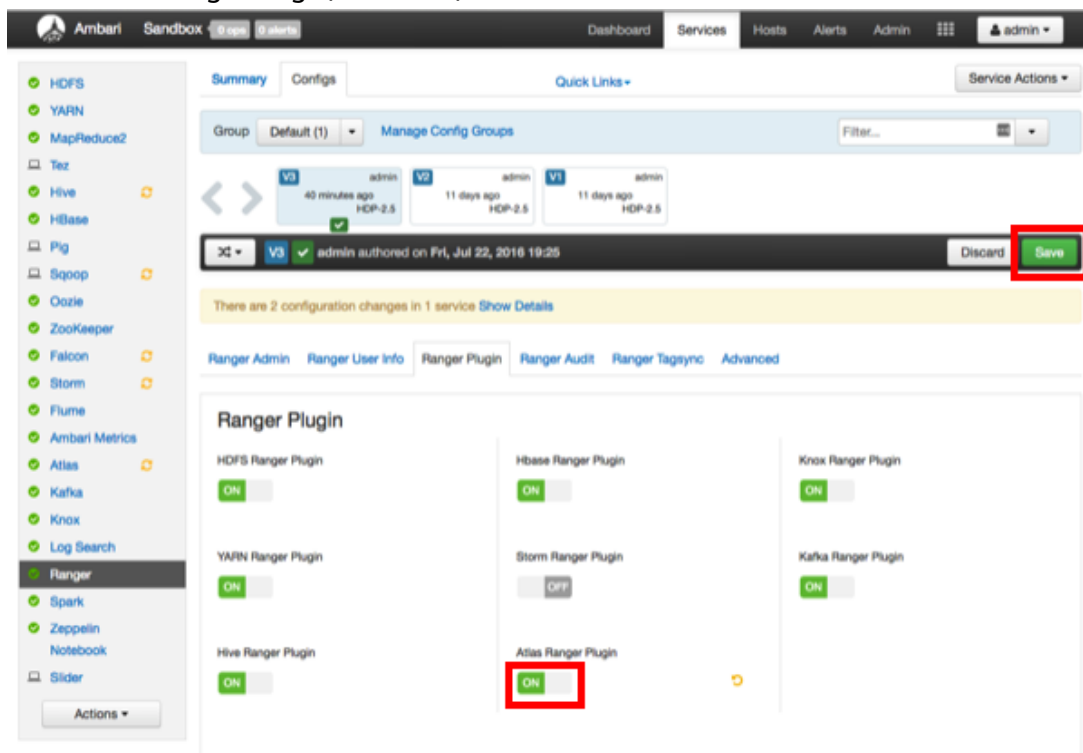 Ambari Sandbox 0 ops 0 alerts Dashboard Services Hosts Alerts Admin admin
HDFS
YARN
MapReduce2
Tez
Hive
HBase
Pig
Sqoop
Oozie
ZooKeeper
Falcon
Storm
Flume
Ambari Metrics
Atlas
Kafka
Knox
Log Search
Ranger
Spark
Zeppelin
Notebook
Slider
Actions
Summary Configs Quick Links Service Actions
Group Default (1) Manage Config Groups Filter...
V3 admin
40 minutes ago
HDP-2.5
V2 admin
11 days ago
HDP-2.5
V1 admin
11 days ago
HDP-2.5
V3 admin authored on Fri, Jul 22, 2016 19:25 Discard Save
There are 2 configuration changes in 1 service Show Details
Ranger Admin Ranger User Info Ranger Plugin Ranger Audit Ranger Tagsync Advanced
Ranger Plugin
HDFS Ranger Plugin Hbase Ranger Plugin Knox Ranger Plugin
ON ON ON
YARN Ranger Plugin Storm Ranger Plugin Kafka Ranger Plugin
ON OFF ON
Hive Ranger Plugin Atlas Ranger Plugin
ON ON